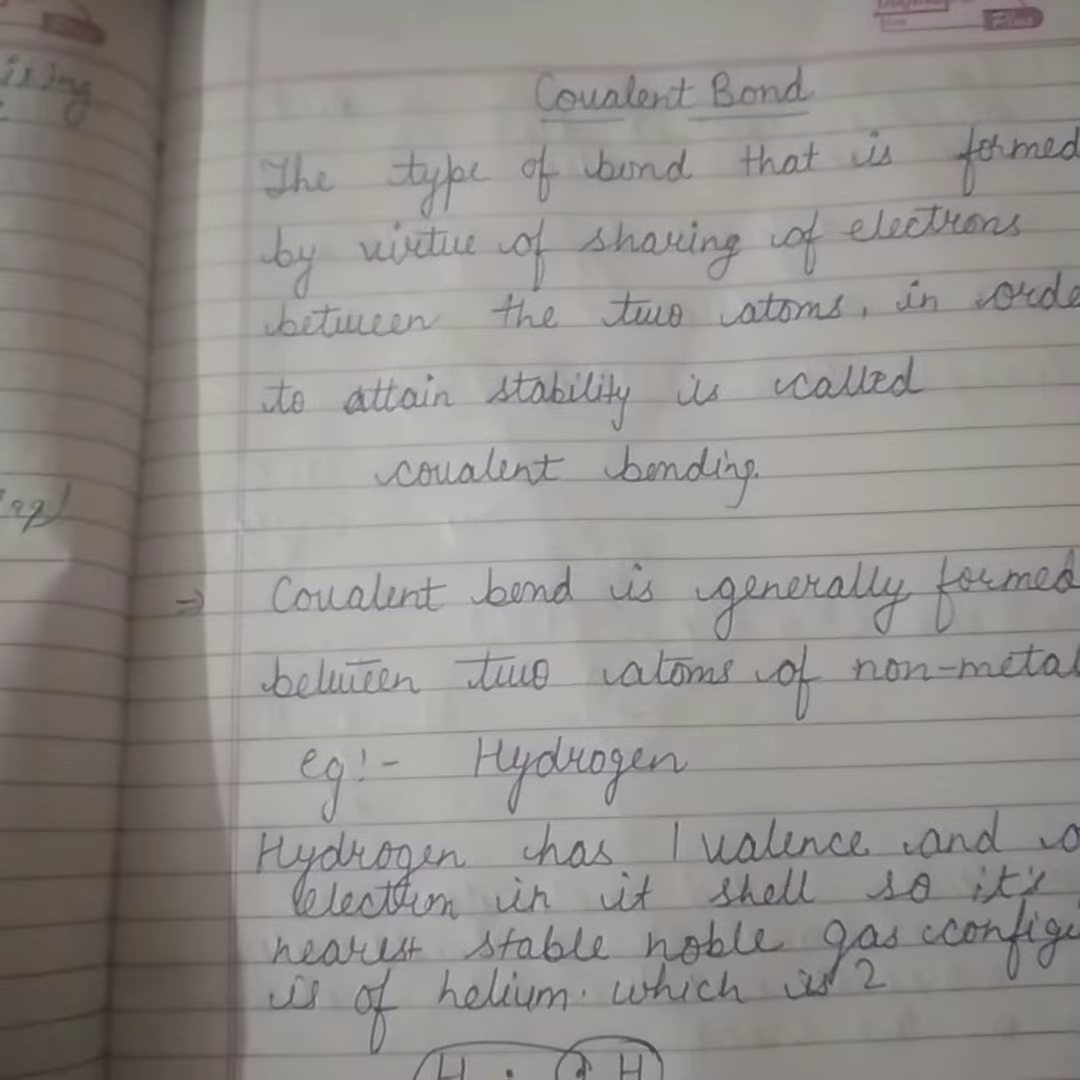 ixing
Plus
Covalent Bond
The type of bond that is formed
by virtue of sharing of electrons
between the two atoms, in orde
to attain stability is called
covalent bonding.
⇒ Covalent bond is generally formed
between two atoms of non-metal
eg:- Hydrogen
Hydrogen has 1 valence and o
electron in it shell so it's
nearest stable noble gas configu
is of helium. which is 2
H . H